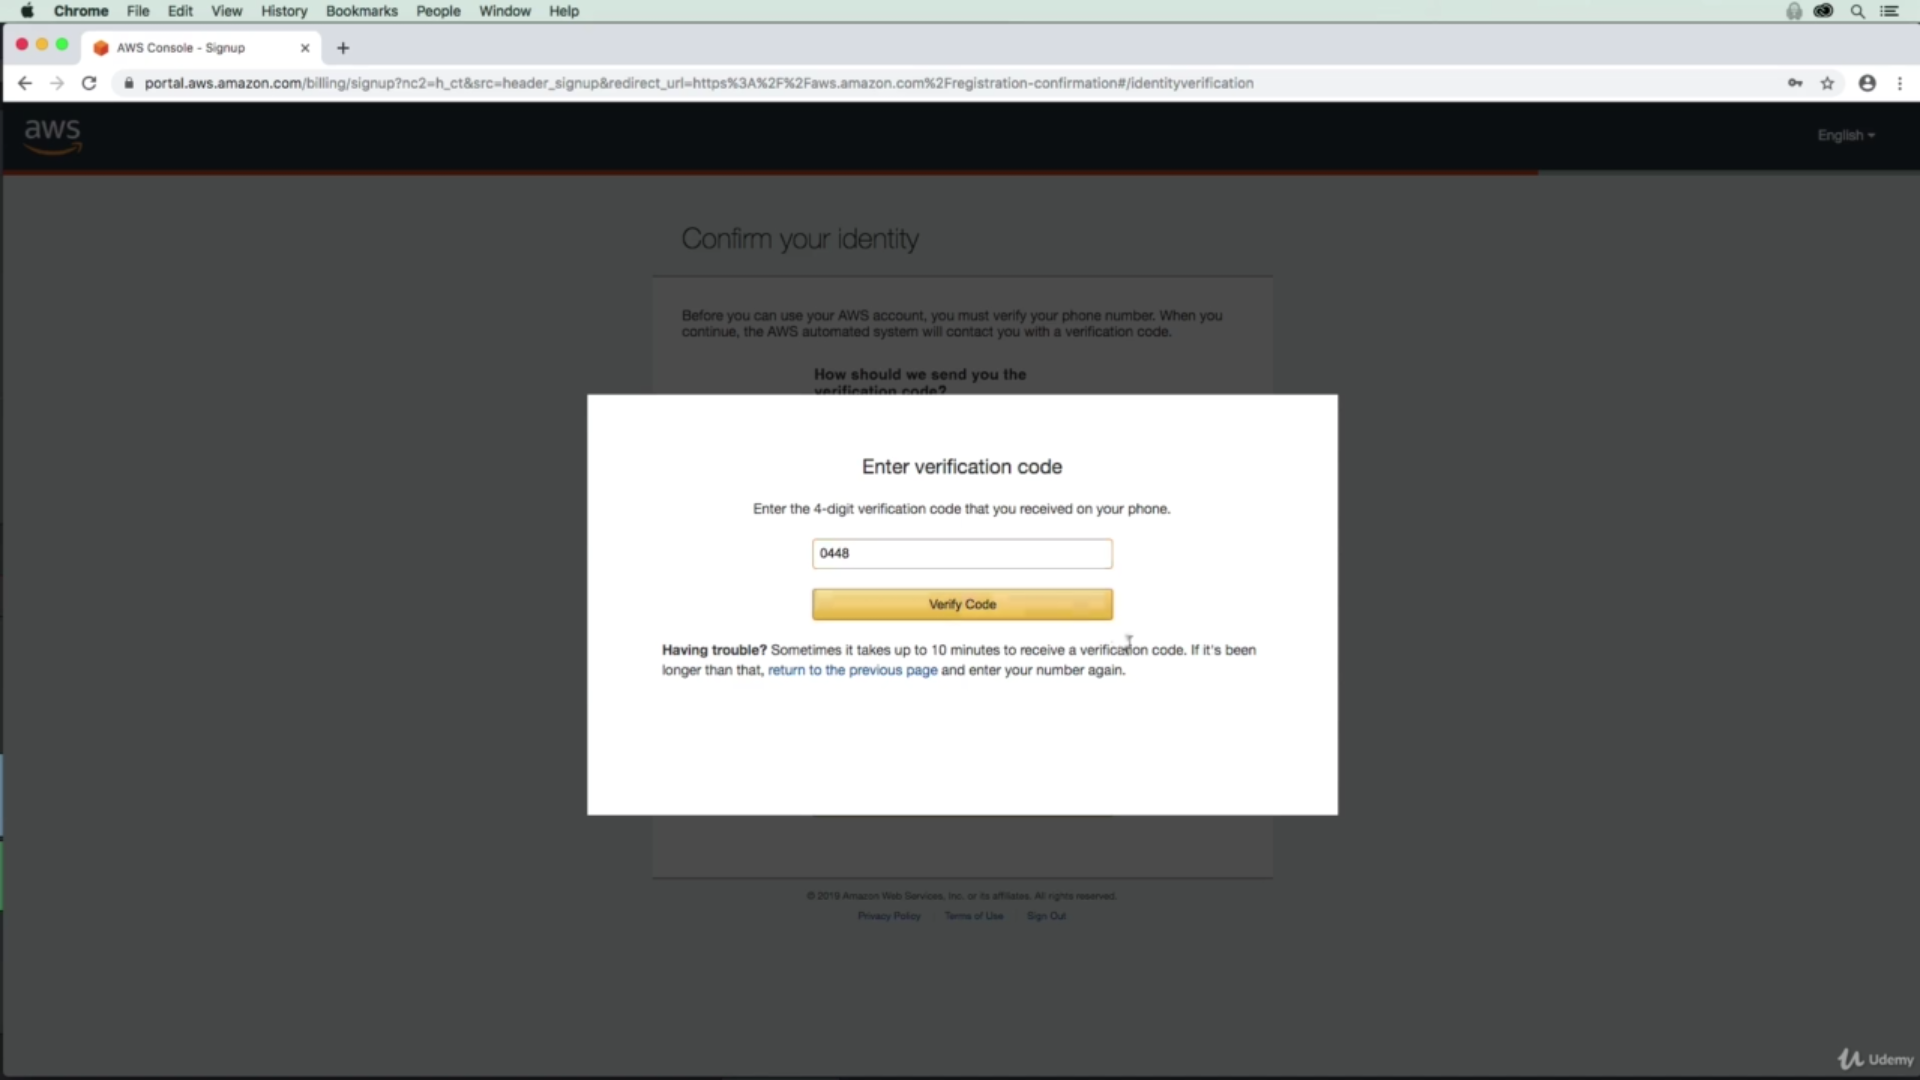 Chrome File Edit View History Bookmarks People Window Help
AWS Console - Signup
portal.aws.amazon.com/billing/signup?nc2=h_ct&src=header_signup&redirect_url=https%3A%2F%2Faws.amazon.com%2Fregistration-confirmation#/identityverification
aws
English
Confirm your identity
Before you can use your AWS account, you must verify your phone number. When you
continue, the AWS automated system will contact you with a verification code.
How should we send you the
verification code?
Enter verification code
Enter the 4-digit verification code that you received on your phone.
0448
Verify Code
Having trouble? Sometimes it takes up to 10 minutes to receive a verification code. If it's been
longer than that, return to the previous page and enter your number again.
© 2019 Amazon Web Services, Inc. or its affiliates. All rights reserved.
Privacy Policy Terms of Use Sign Out
Udemy